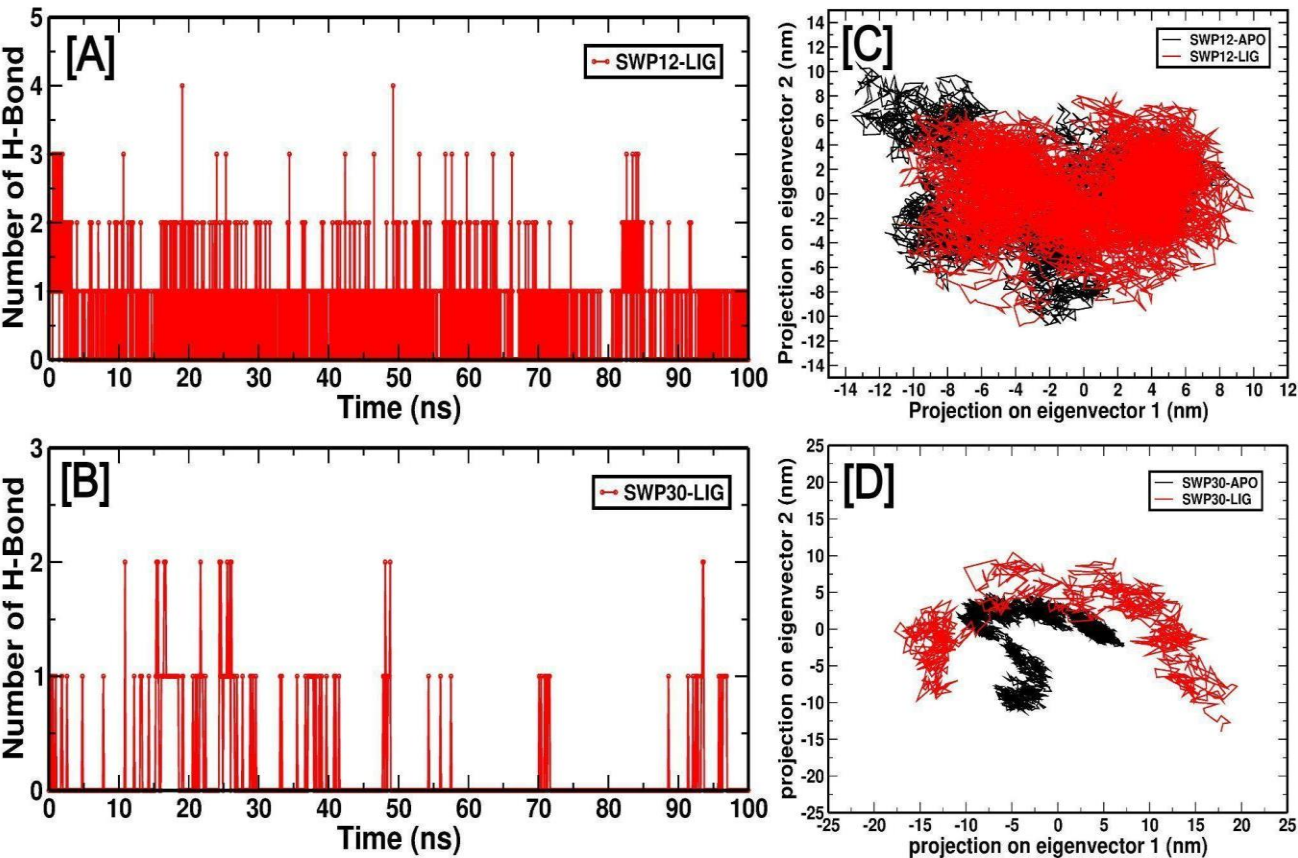 [A]
SWP12-LIG
Number of H-Bond
5
4
3
2
1
0
0 10 20 30 40 50 60 70 80 90 100
Time (ns)
[C]
SWP12-APO
SWP12-LIG
Projection on eigenvector 2 (nm)
14
12
10
8
6
4
2
0
-2
-4
-6
-8
-10
-12
-14
-14 -12 -10 -8 -6 -4 -2 0 2 4 6 8 10 12
Projection on eigenvector 1 (nm)
[B]
SWP30-LIG
Number of H-Bond
3
2
1
0
0 10 20 30 40 50 60 70 80 90 100
Time (ns)
[D]
SWP30-APO
SWP30-LIG
projection on eigenvector 2 (nm)
25
20
15
10
5
0
-5
-10
-15
-20
-25
-25 -20 -15 -10 -5 0 5 10 15 20 25
projection on eigenvector 1 (nm)